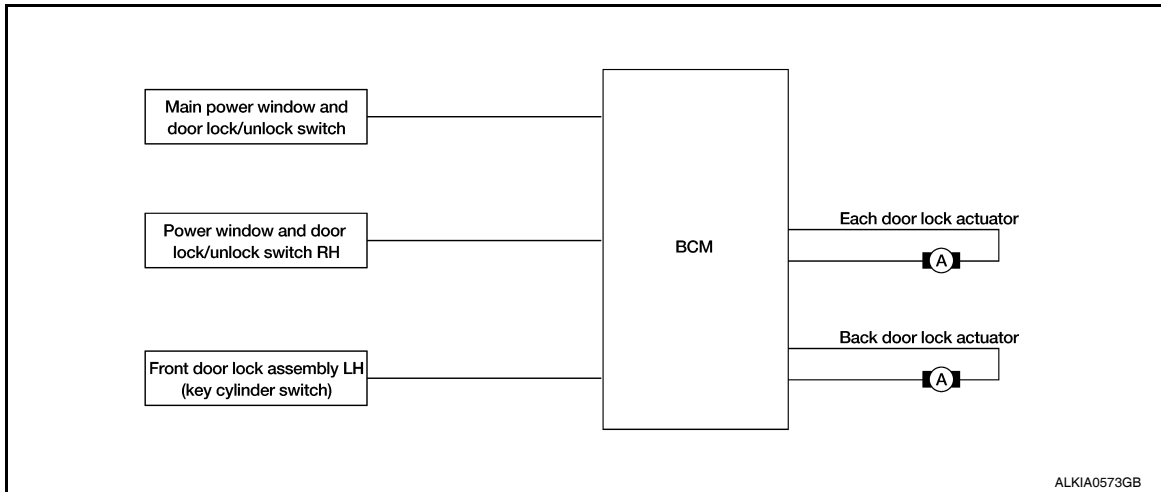 Main power window and
door lock/unlock switch
Power window and door
lock/unlock switch RH
Front door lock assembly LH
(key cylinder switch)
BCM
Each door lock actuator
A
Back door lock actuator
A
ALKIA0573GB